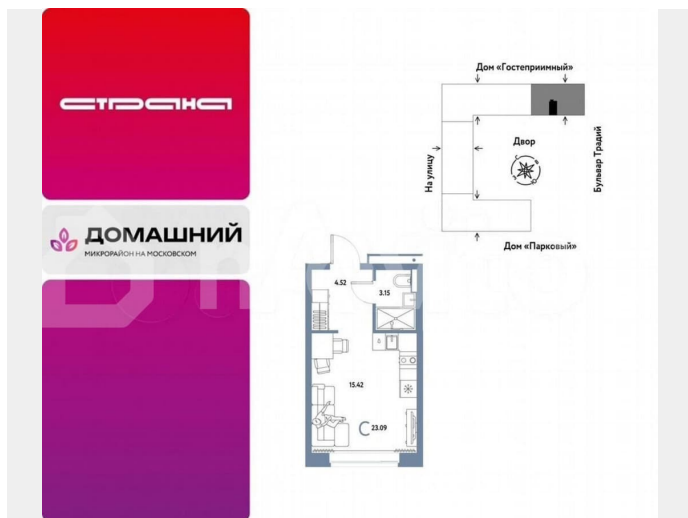 СТРАНА
ДОМАШНИЙ
МИКРОРАЙОН НА МОСКОВСКОМ
Дом «Гостеприимный»
На улицу
Двор
Бульвар Традий
С
В
Ю
З
Дом «Парковый»
4.52
3.15
15.42
С 23.09